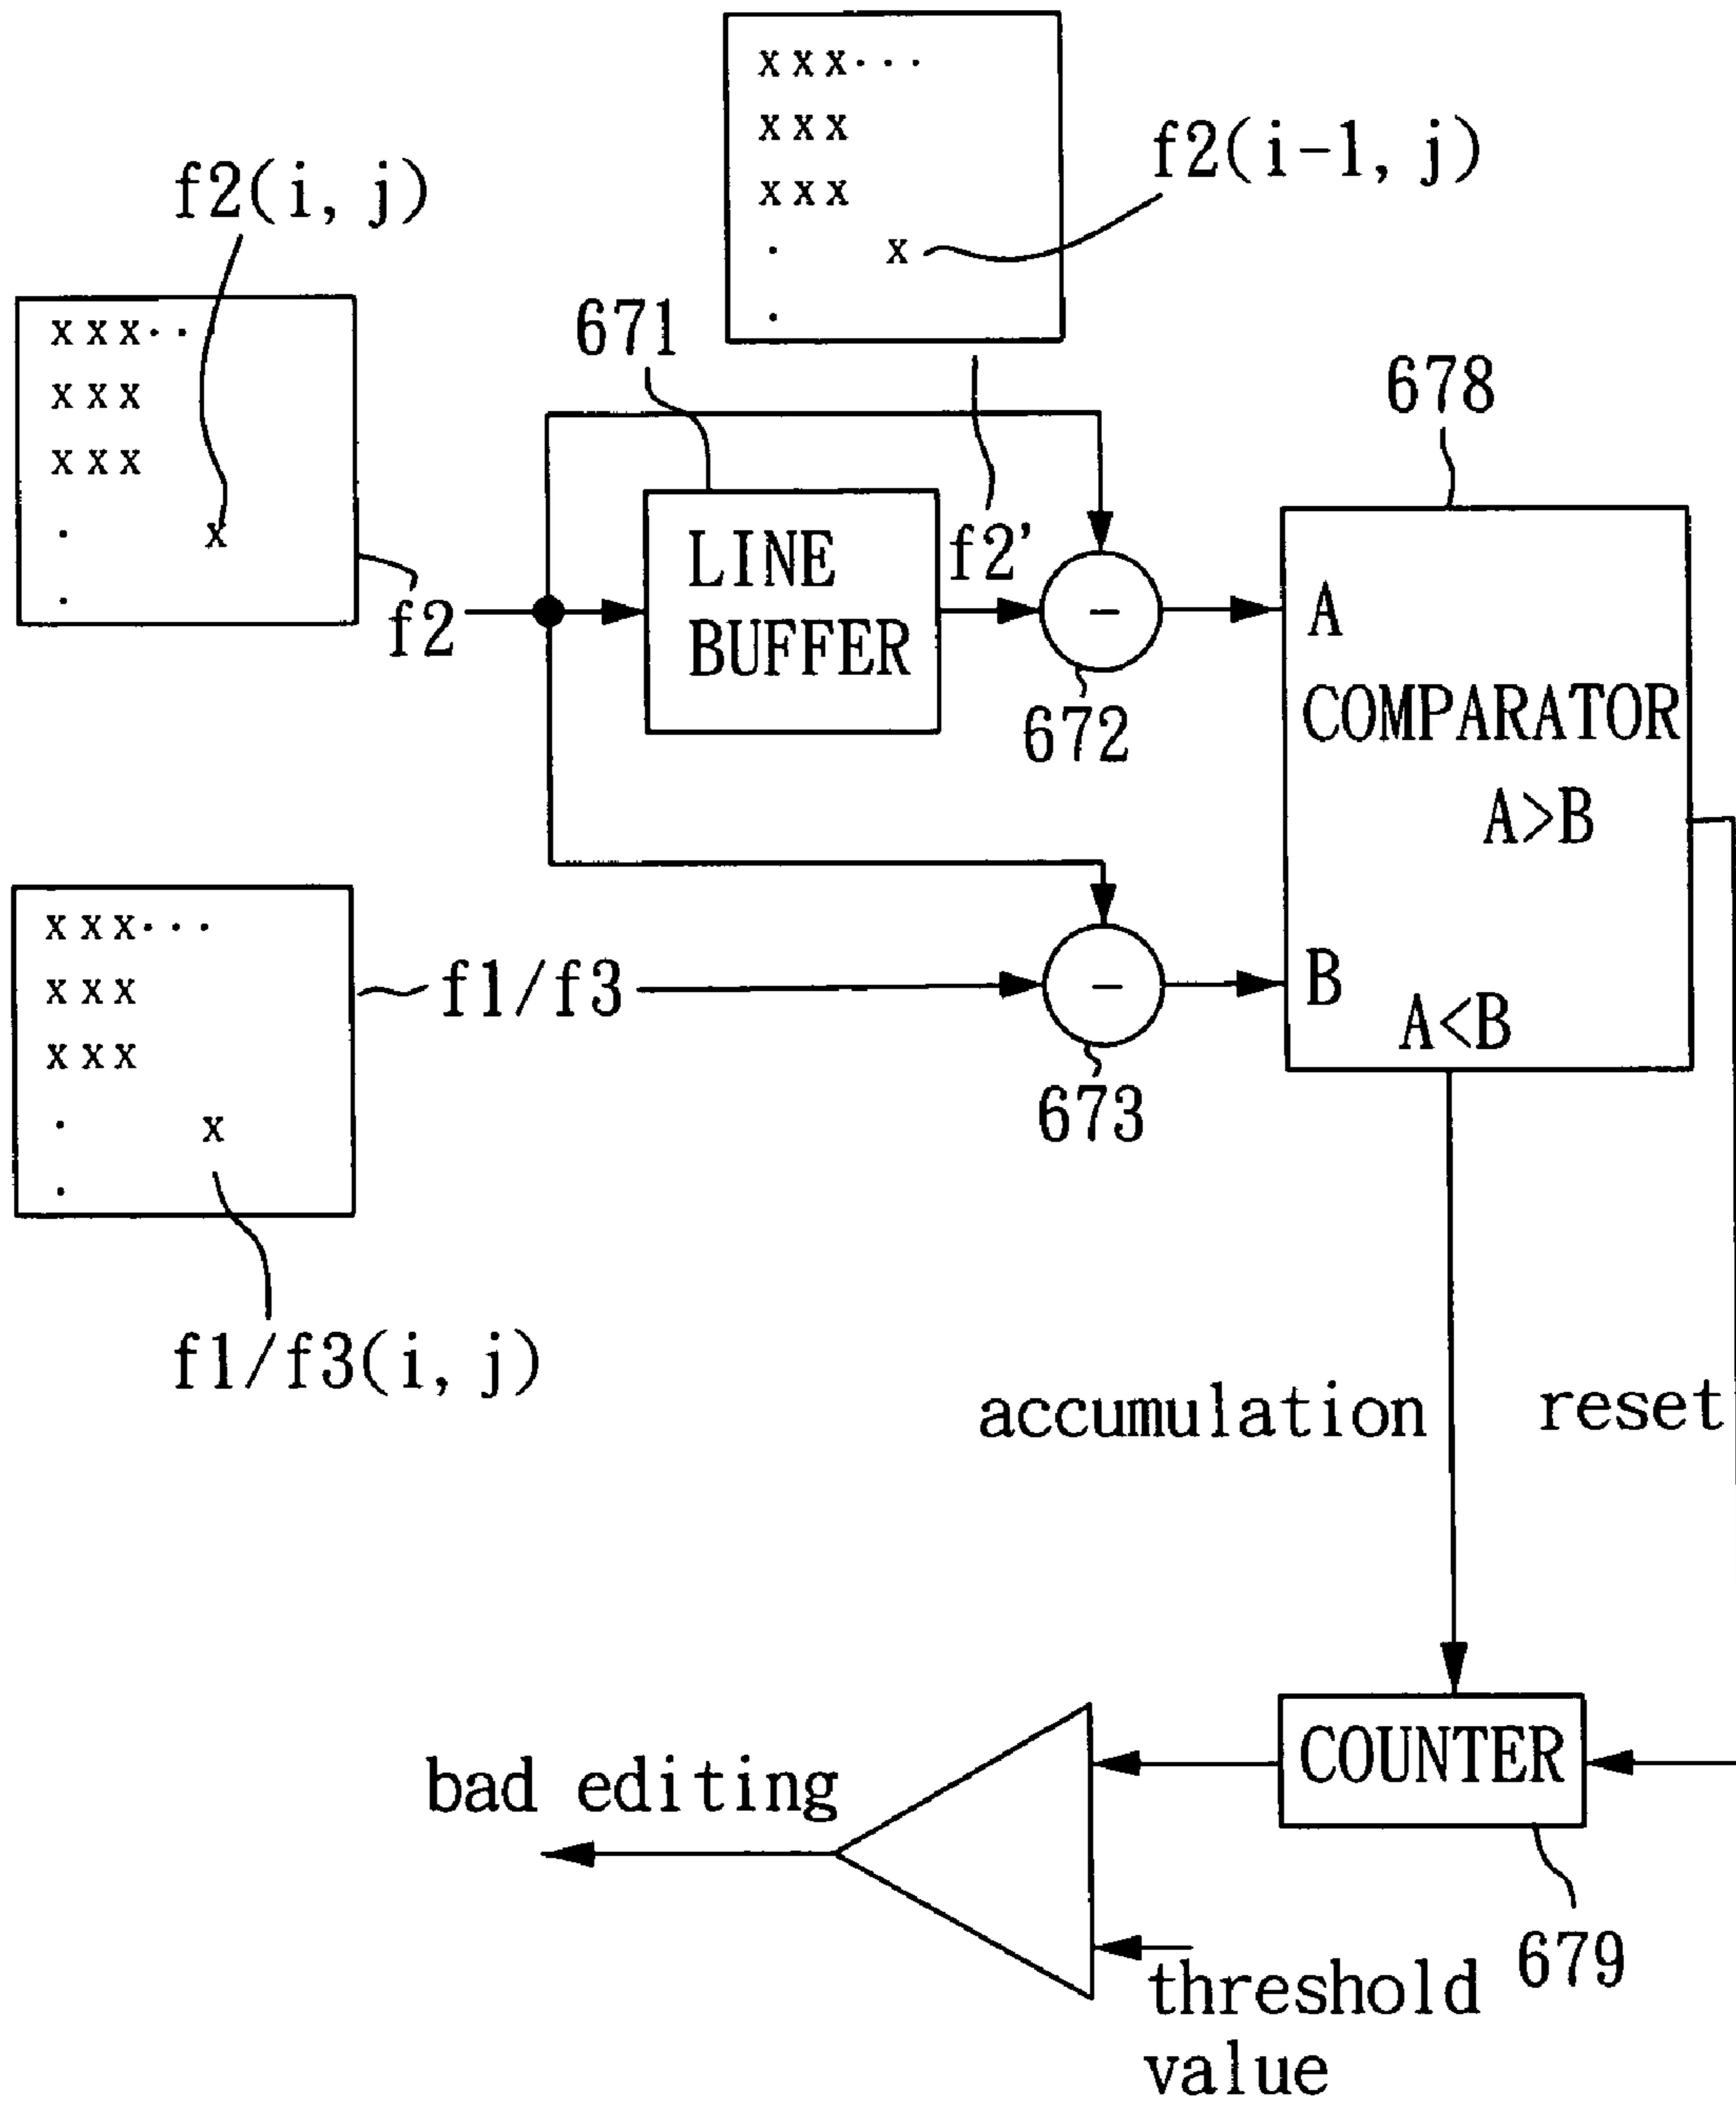 xxx...
xxx
xxx
.
x
.
f2(i-1, j)
f2(i, j)
xxx..
xxx
xxx
.
x
.
671
678
f2'
LINE
BUFFER
f2
A
COMPARATOR
A>B
672
xxx...
xxx
xxx
.
x
.
f1/f3
-
-
B
A<B
673
f1/f3(i, j)
accumulation
reset
COUNTER
bad editing
679
threshold
value